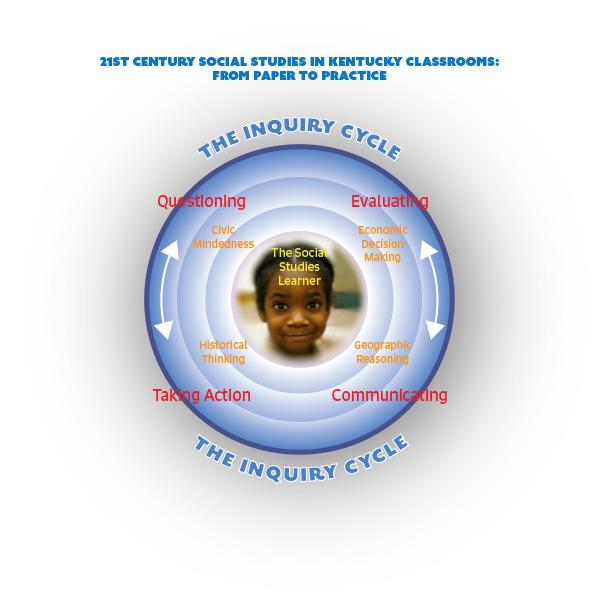 21ST CENTURY SOCIAL STUDIES IN KENTUCKY CLASSROOMS:
FROM PAPER TO PRACTICE
THE INQUIRY CYCLE
Questioning
Evaluating
Civic
Mindedness
Economic
Decision
Making
The Social
Studies
Learner
Historical
Thinking
Geographic
Reasoning
Taking Action
Communicating
THE INQUIRY CYCLE